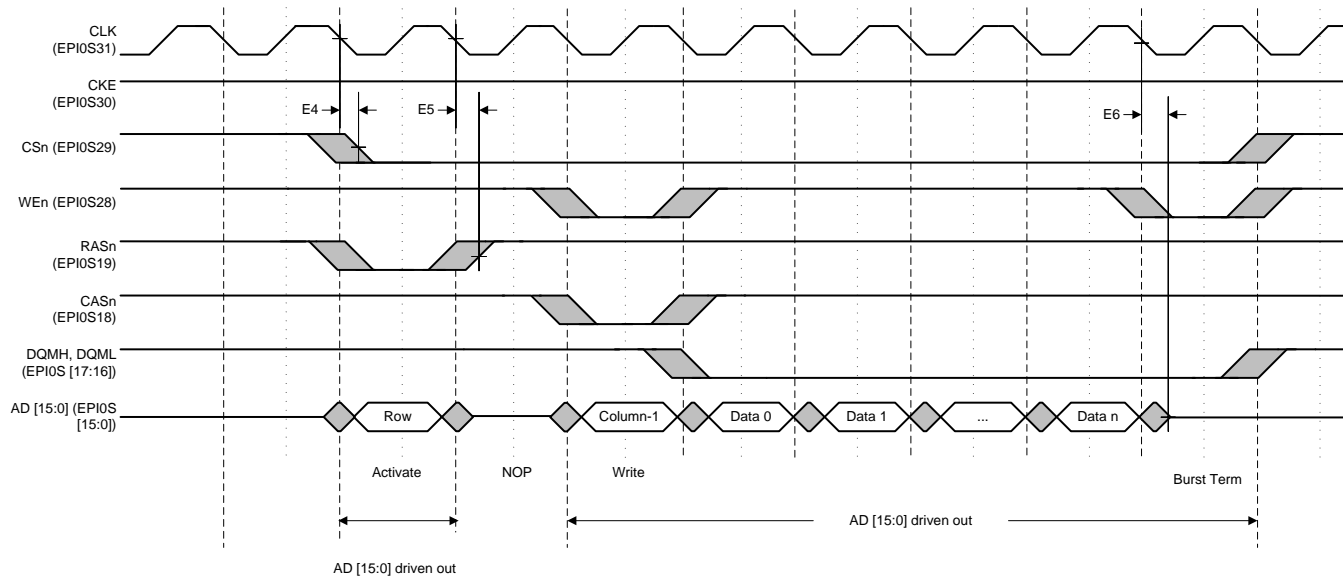 CLK
(EPI0S31)
CKE
(EPI0S30)
E4
E5
E6
CSn (EPI0S29)
WEn (EPI0S28)
RASn
(EPI0S19)
CASn
(EPI0S18)
DQMH, DQML
(EPI0S [17:16])
AD [15:0] (EPI0S
[15:0])
Row
Column-1
Data 0
Data 1
...
Data n
Activate
NOP
Write
Burst Term
AD [15:0] driven out
AD [15:0] driven out